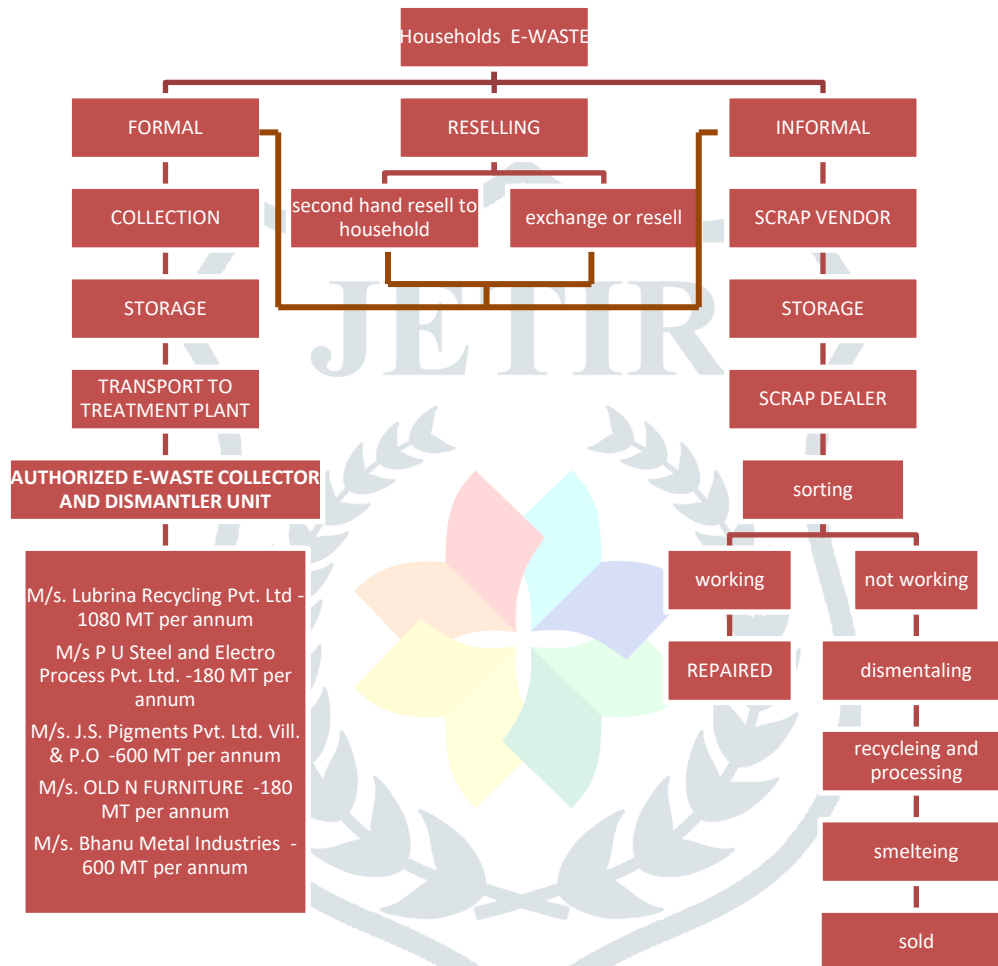 Households E-WASTE
FORMAL
RESELLING
INFORMAL
COLLECTION
second hand resell to
household
exchange or resell
SCRAP VENDOR
STORAGE
STORAGE
JETIR
TRANSPORT TO
TREATMENT PLANT
SCRAP DEALER
AUTHORIZED E-WASTE COLLECTOR
AND DISMANTLER UNIT
sorting
working
not working
M/s. Lubrina Recycling Pvt. Ltd -
1080 MT per annum
M/s P U Steel and Electro
Process Pvt. Ltd. -180 MT per
annum
M/s. J.S. Pigments Pvt. Ltd. Vill.
& P.O -600 MT per annum
M/s. OLD N FURNITURE -180
MT per annum
M/s. Bhanu Metal Industries -
600 MT per annum
REPAIRED
dismentaling
recycleing and
processing
smelteing
sold